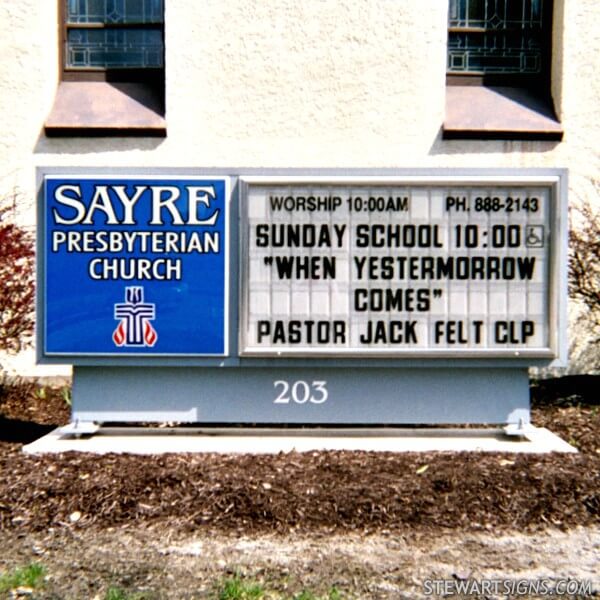 SAYRE
PRESBYTERIAN
CHURCH
WORSHIP 10:00AM PH. 888-2143
SUNDAY SCHOOL 10:00
"WHEN YESTERMORROW
COMES"
PASTOR JACK FELT CLP
203
STEWARTSIGNS.COM